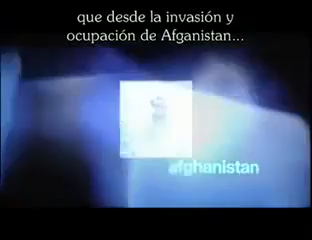 que desde la invasión y
ocupación de Afganistan...
afghanistan